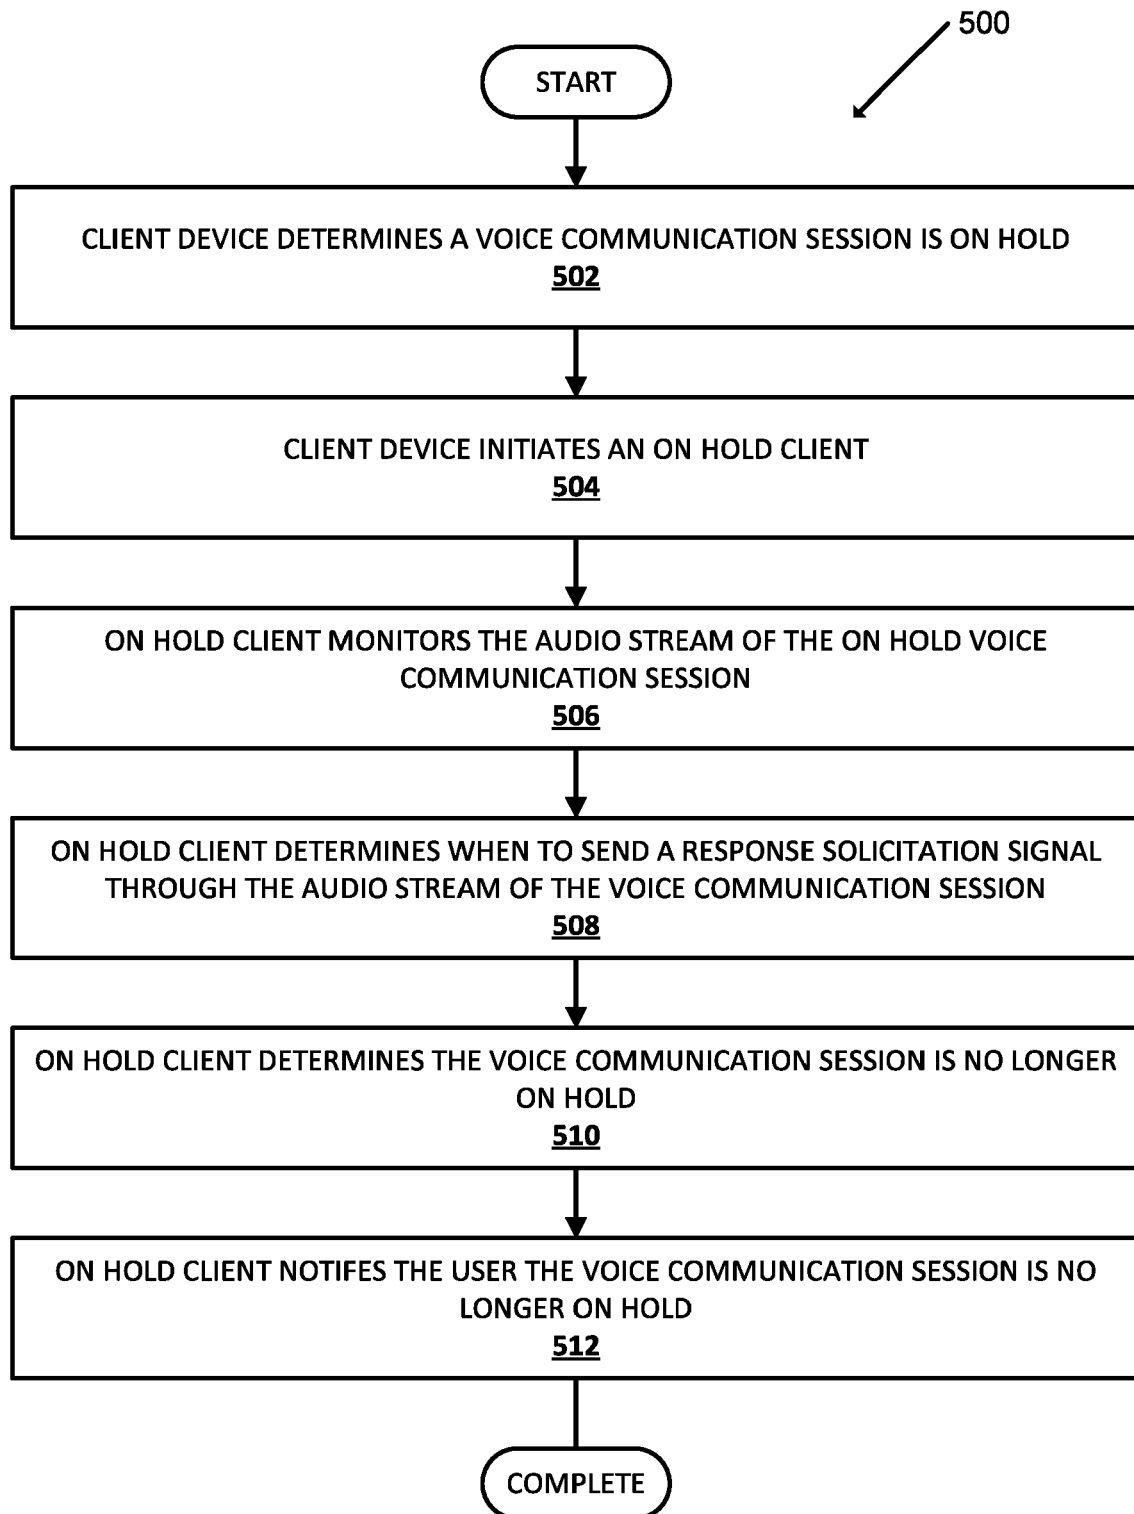 500
START
CLIENT DEVICE DETERMINES A VOICE COMMUNICATION SESSION IS ON HOLD
502
CLIENT DEVICE INITIATES AN ON HOLD CLIENT
504
ON HOLD CLIENT MONITORS THE AUDIO STREAM OF THE ON HOLD VOICE
COMMUNICATION SESSION
506
ON HOLD CLIENT DETERMINES WHEN TO SEND A RESPONSE SOLICITATION SIGNAL
THROUGH THE AUDIO STREAM OF THE VOICE COMMUNICATION SESSION
508
ON HOLD CLIENT DETERMINES THE VOICE COMMUNICATION SESSION IS NO LONGER
ON HOLD
510
ON HOLD CLIENT NOTIFES THE USER THE VOICE COMMUNICATION SESSION IS NO
LONGER ON HOLD
512
COMPLETE